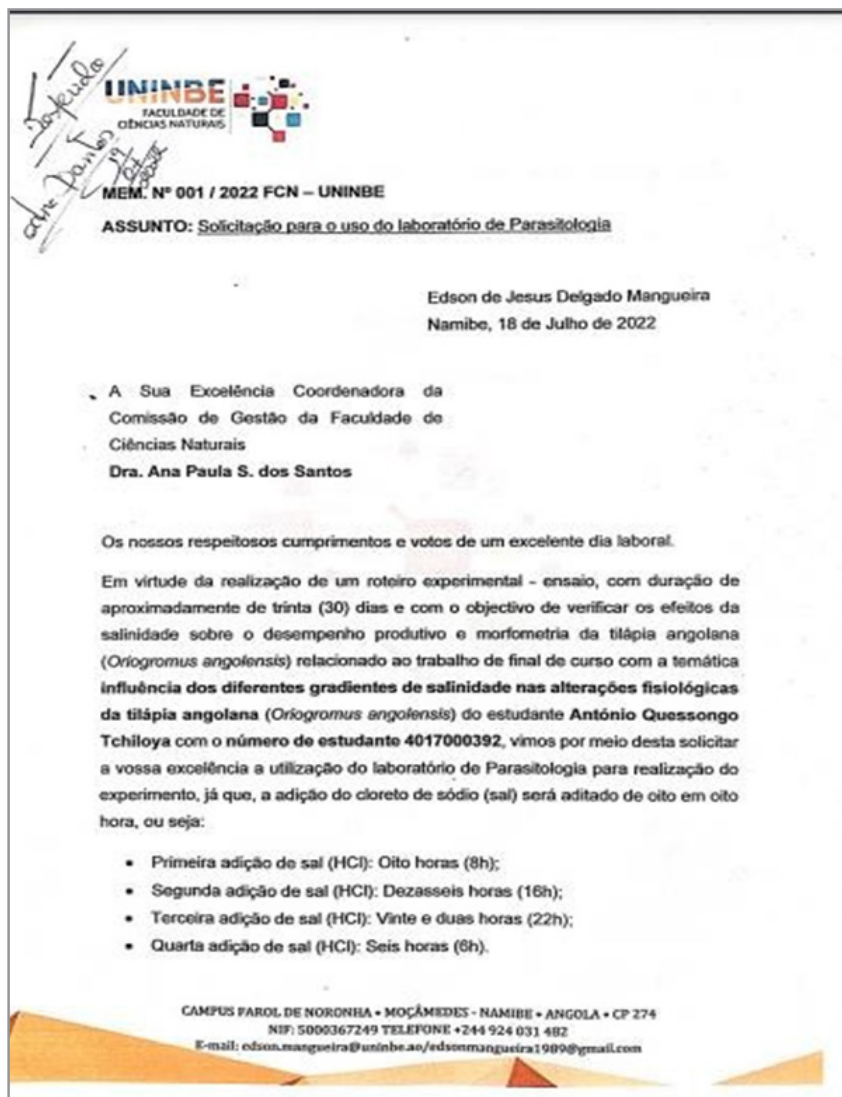 UNINBE
FACULDADE DE
CIÊNCIAS NATURAIS
MEM. Nº 001 / 2022 FCN – UNINBE
ASSUNTO: Solicitação para o uso do laboratório de Parasitologia
Edson de Jesus Delgado Mangueira
Namibe, 18 de Julho de 2022
A Sua Excelência Coordenadora da
Comissão de Gestão da Faculdade de
Ciências Naturais
Dra. Ana Paula S. dos Santos
Os nossos respeitosos cumprimentos e votos de um excelente dia laboral.
Em virtude da realização de um roteiro experimental - ensaio, com duração de
aproximadamente de trinta (30) dias e com o objectivo de verificar os efeitos da
salinidade sobre o desempenho produtivo e morfometria da tilápia angolana
(Oriogromus angolensis) relacionado ao trabalho de final de curso com a temática
influência dos diferentes gradientes de salinidade nas alterações fisiológicas
da tilápia angolana (Oriogromus angolensis) do estudante António Quessongo
Tchiloya com o número de estudante 4017000392, vimos por meio desta solicitar
a vossa excelência a utilização do laboratório de Parasitologia para realização do
experimento, já que, a adição do cloreto de sódio (sal) será aditado de oito em oito
hora, ou seja:
• Primeira adição de sal (HCl): Oito horas (8h);
• Segunda adição de sal (HCl): Dezasseis horas (16h);
• Terceira adição de sal (HCl): Vinte e duas horas (22h);
• Quarta adição de sal (HCl): Seis horas (6h).
CAMPUS FAROL DE NORONHA • MOÇÂMEDES - NAMIBE • ANGOLA • CP 274
NIF: 5000367249 TELEFONE +244 924 031 482
E-mail: edson.mangueira@uninbe.ao/edsonmangueira1989@gmail.com